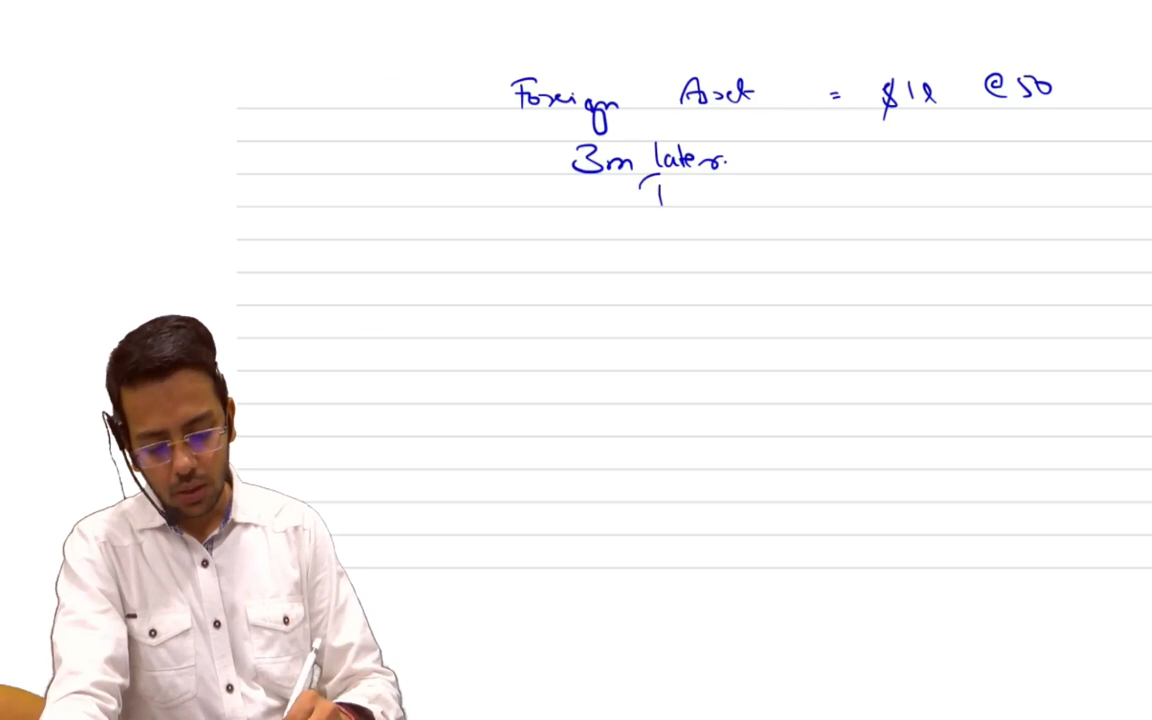 Foreign Asset = $1l @ 50
3m later.